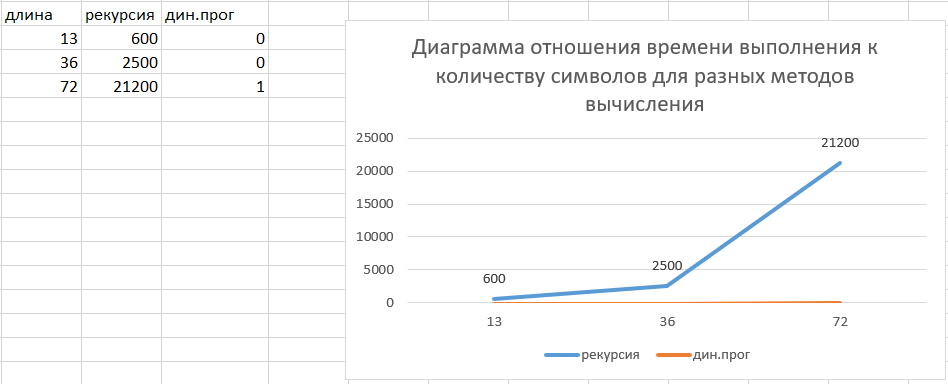 длина рекурсия дин.прог
13 600 0
36 2500 0
72 21200 1
Диаграмма отношения времени выполнения к
количеству символов для разных методов
вычисления
25000
20000
15000
10000
5000
0
600
2500
21200
13 36 72
рекурсия дин.прог